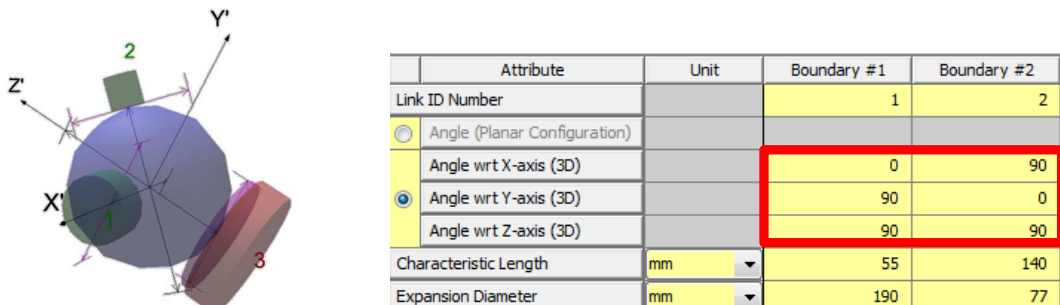 Y'
2
Z'
X'
1
3
Attribute Unit Boundary #1 Boundary #2
Link ID Number 1 2
Angle (Planar Configuration)
Angle wrt X-axis (3D) 0 90
Angle wrt Y-axis (3D) 90 0
Angle wrt Z-axis (3D) 90 90
Characteristic Length mm 55 140
Expansion Diameter mm 190 77